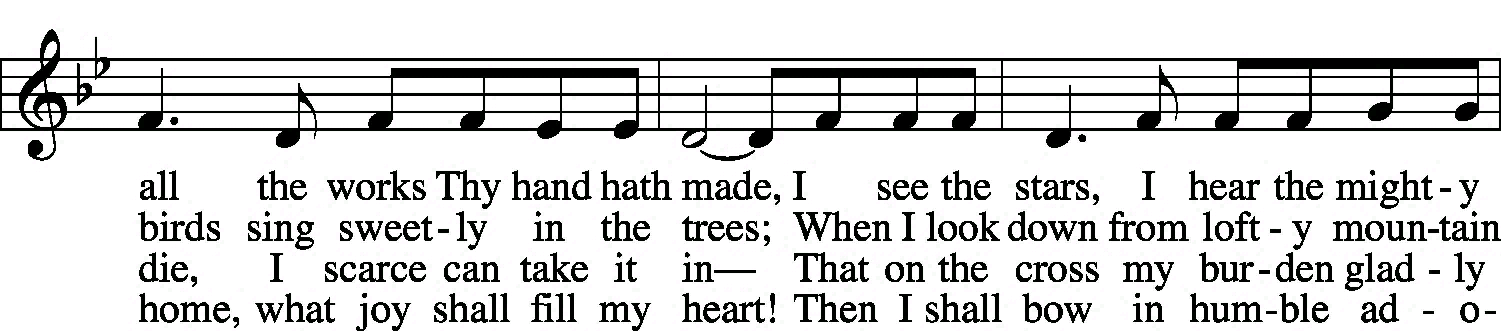 all the works Thy hand hath made, I see the stars, I hear the might - y
birds sing sweet - ly in the trees; When I look down from loft - y moun-tain
die, I scarce can take it in— That on the cross my bur - den glad - ly
home, what joy shall fill my heart! Then I shall bow in hum-ble ad - o-